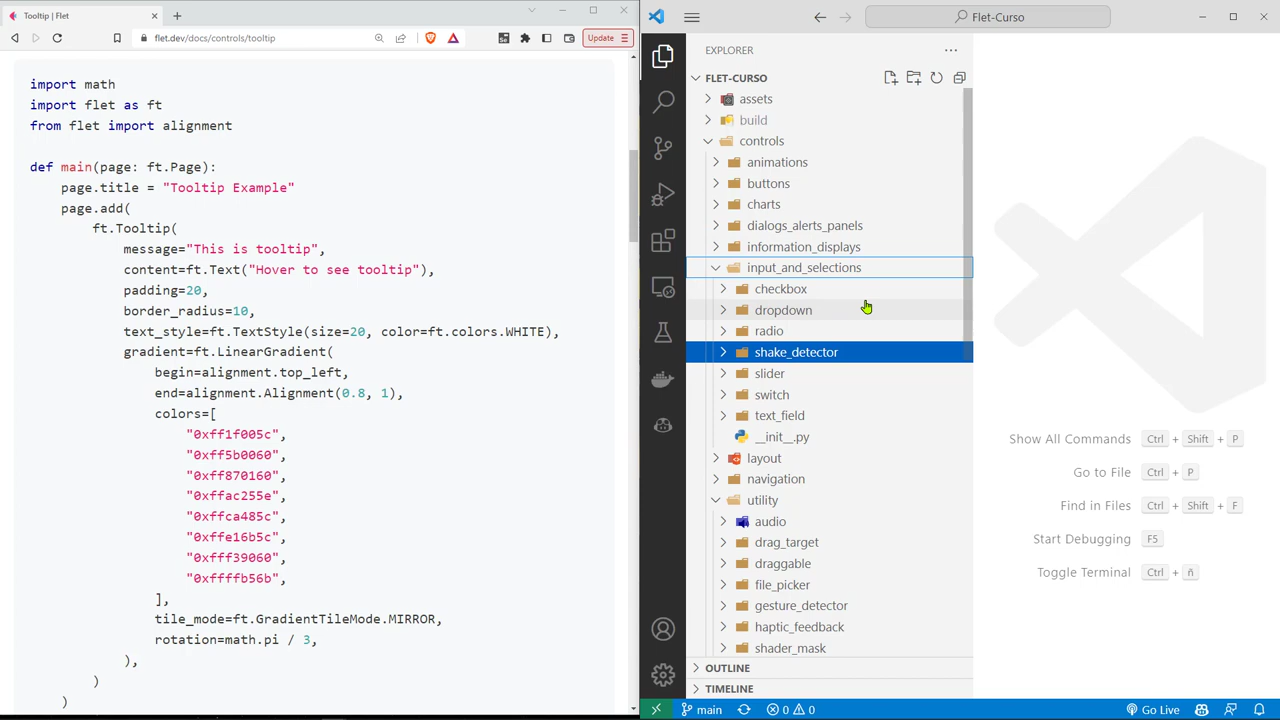 Tooltip | Flet
flet.dev/docs/controls/tooltip
Update
import math
import flet as ft
from flet import alignment
def main(page: ft.Page):
page.title = "Tooltip Example"
page.add(
ft.Tooltip(
message="This is tooltip",
content=ft.Text("Hover to see tooltip"),
padding=20,
border_radius=10,
text_style=ft.TextStyle(size=20, color=ft.colors.WHITE),
gradient=ft.LinearGradient(
begin=alignment.top_left,
end=alignment.Alignment(0.8, 1),
colors=[
"0xff1f005c",
"0xff5b0060",
"0xff870160",
"0xffac255e",
"0xffca485c",
"0xffe16b5c",
"0xfff39060",
"0xffffb56b",
],
tile_mode=ft.GradientTileMode.MIRROR,
rotation=math.pi / 3,
),
)
)
Flet-Curso
EXPLORER
FLET-CURSO
assets
build
controls
animations
buttons
charts
dialogs_alerts_panels
information_displays
input_and_selections
checkbox
dropdown
radio
shake_detector
slider
switch
text_field
__init__.py
layout
navigation
utility
audio
drag_target
draggable
file_picker
gesture_detector
haptic_feedback
shader_mask
OUTLINE
TIMELINE
Show All Commands Ctrl + Shift + P
Go to File Ctrl + P
Find in Files Ctrl + Shift + F
Start Debugging F5
Toggle Terminal Ctrl + ñ
main 0 0 Go Live